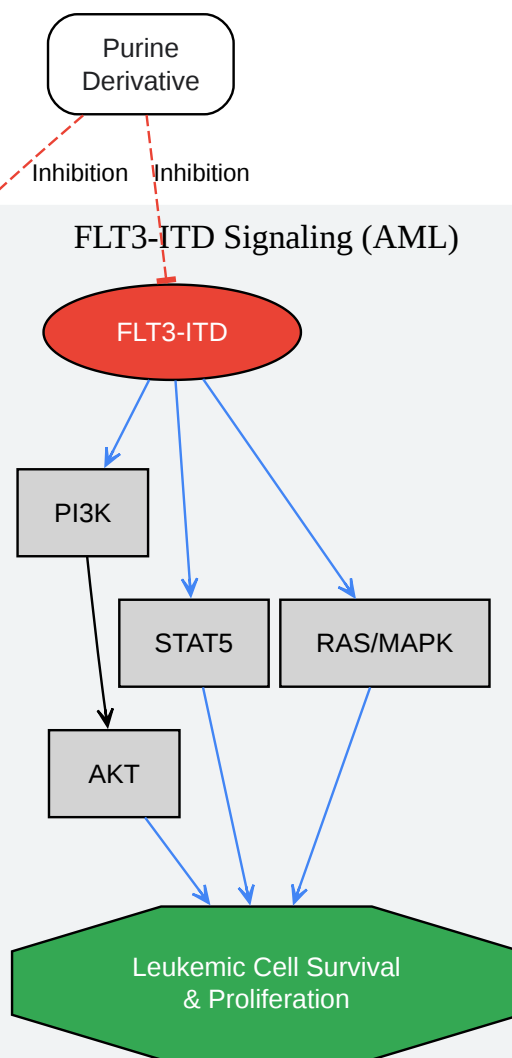 Purine
Derivative
Inhibition
Inhibition
FLT3-ITD Signaling (AML)
FLT3-ITD
PI3K
STAT5
RAS/MAPK
AKT
Leukemic Cell Survival
& Proliferation